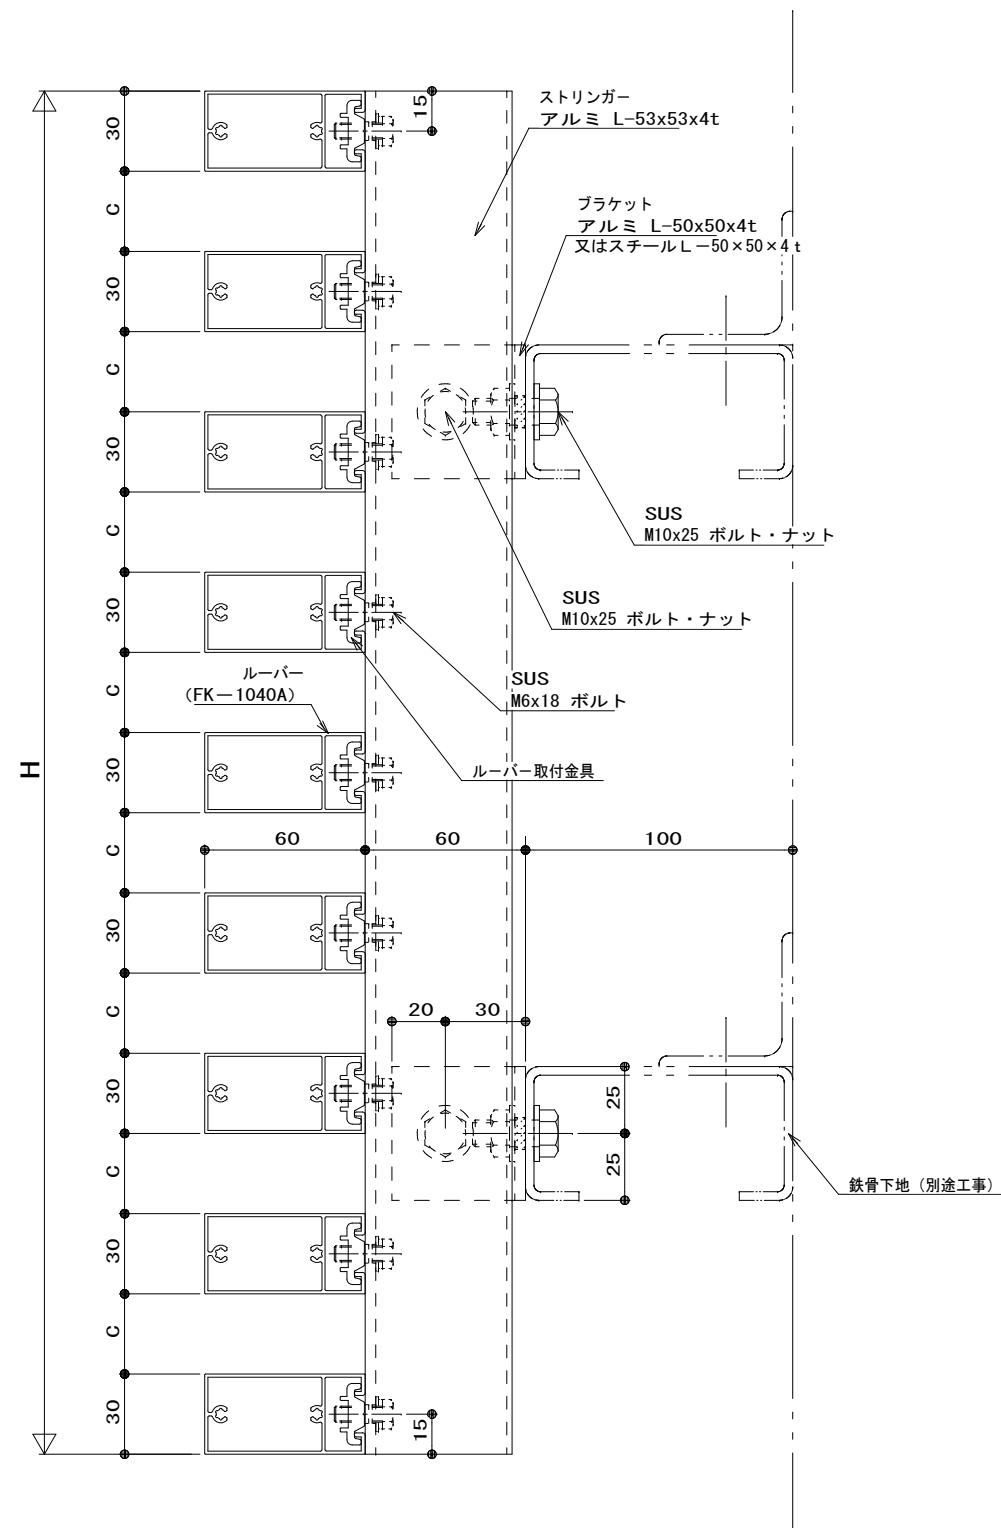 15
ストリンガー
アルミ L-53x53x4t
30
C
ブラケット
アルミ L-50x50x4t
又はスチールL－50×50×4t
30
C
30
SUS
M10x25 ボルト・ナット
C
30
SUS
M10x25 ボルト・ナット
ルーバー
(FK－1040A)
C
SUS
M6x18 ボルト
H
30
ルーバー取付金具
C
60
60
100
30
C
20
30
30
25
C
25
鉄骨下地（別途工事）
30
C
30
15